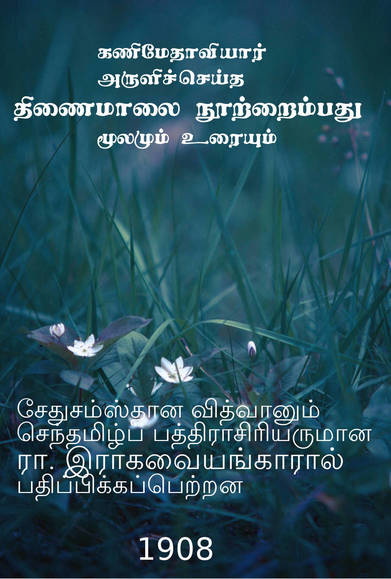 கணிமேதாவியார்
அருளிச்செய்த
திணைமாலை நூற்றைம்பது
மூலமும் உரையும்
சேதுசம்ஸ்தான வித்வானும்
செந்தமிழ்ப் பத்திராசிரியருமான
ரா. இராகவையங்காரால்
பதிப்பிக்கப்பெற்றன
1908